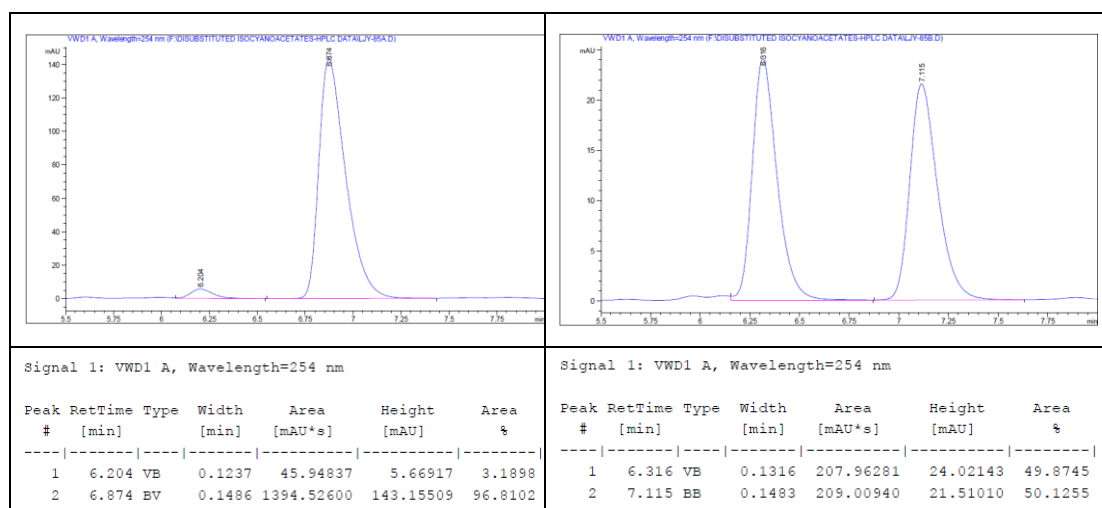 VWD1 A, Wavelength=254 nm (F:\DISUBSTITUTED ISOCYANOACETATES-HPLC DATA\LJY-85A.D)
mAU
140
120
100
80
60
40
20
0
6.204
6.874
5.5 5.75 6 6.25 6.5 6.75 7 7.25 7.5 7.75 min
VWD1 A, Wavelength=254 nm (F:\DISUBSTITUTED ISOCYANOACETATES-HPLC DATA\LJY-85B.D)
mAU
20
15
10
5
0
6.316
7.115
5.5 5.75 6 6.25 6.5 6.75 7 7.25 7.5 7.75 min
Signal 1: VWD1 A, Wavelength=254 nm
Peak RetTime Type Width Area Height Area
# [min] [min] [mAU*s] [mAU] %
----|-------|----|-------|----------|----------|--------|
1 6.204 VB 0.1237 45.94837 5.66917 3.1898
2 6.874 BV 0.1486 1394.52600 143.15509 96.8102
Signal 1: VWD1 A, Wavelength=254 nm
Peak RetTime Type Width Area Height Area
# [min] [min] [mAU*s] [mAU] %
----|-------|----|-------|----------|----------|--------|
1 6.316 VB 0.1316 207.96281 24.02143 49.8745
2 7.115 BB 0.1483 209.00940 21.51010 50.1255